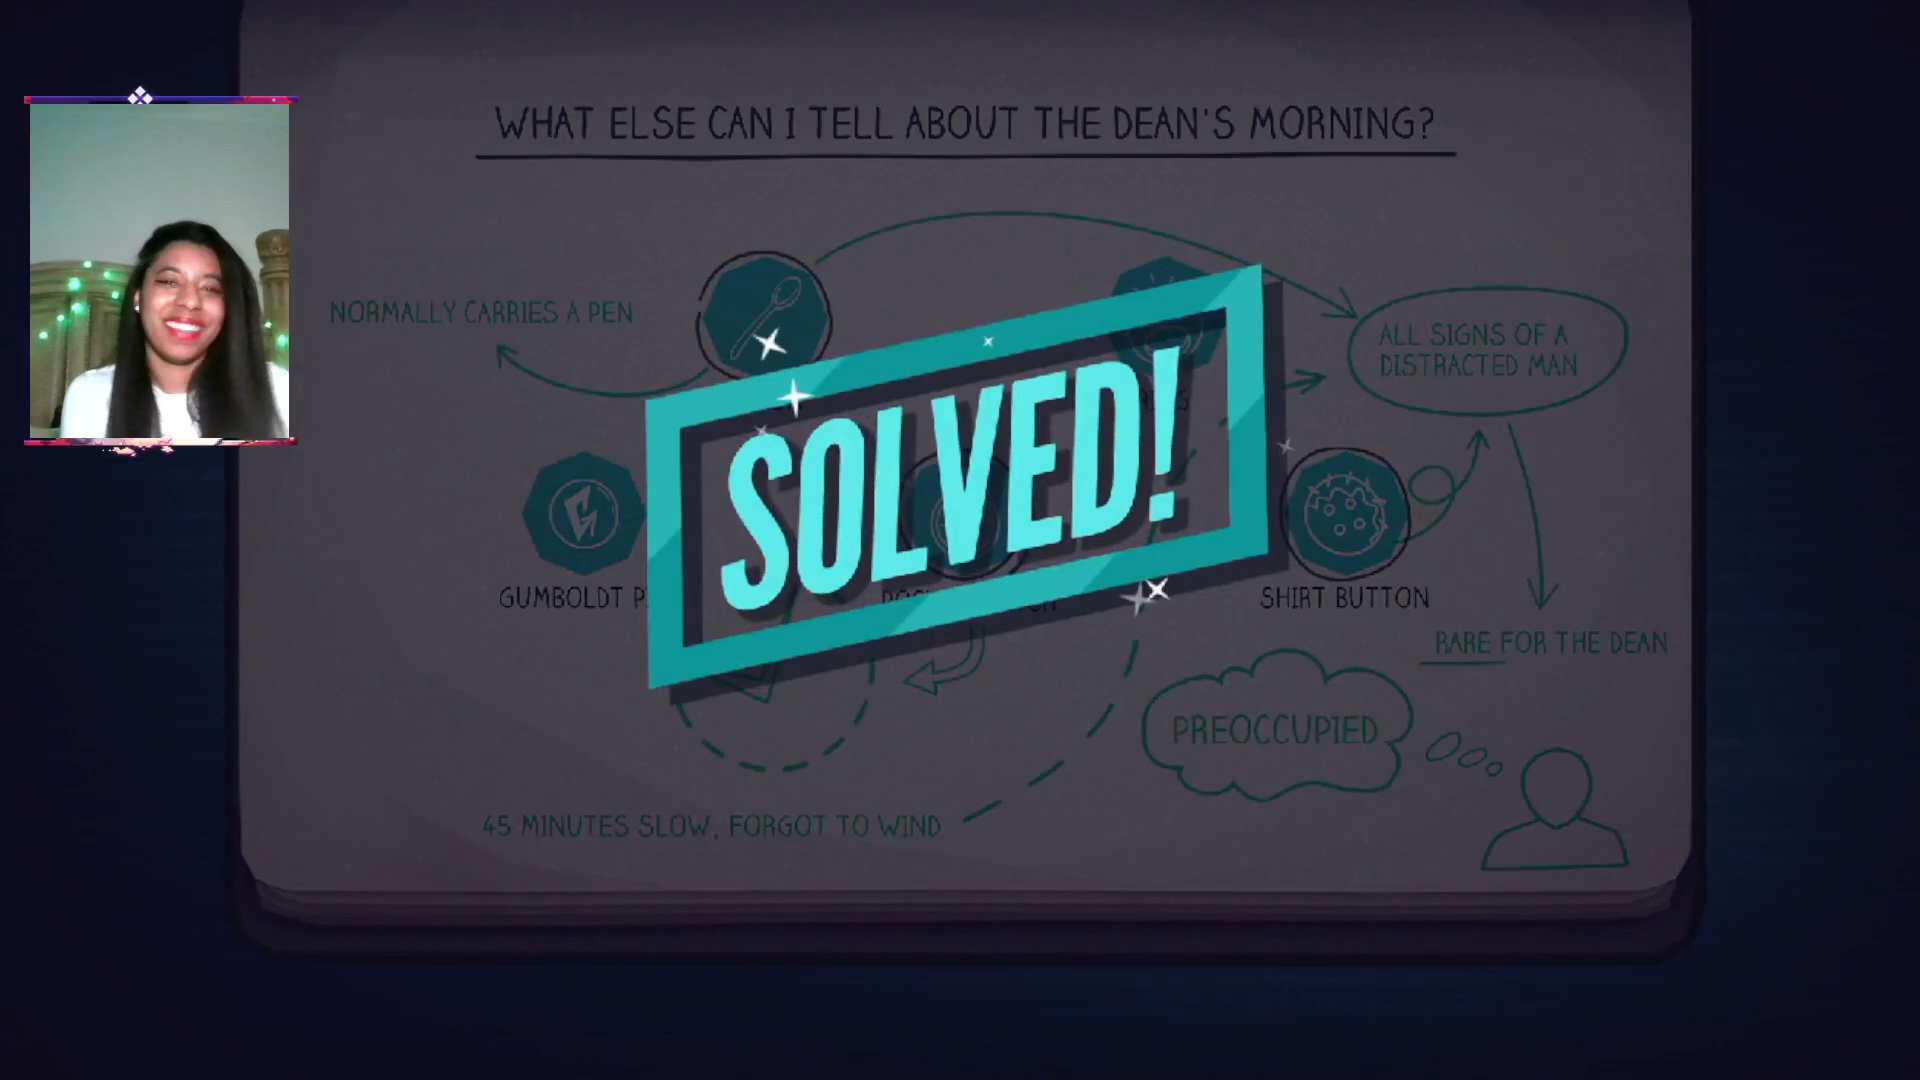 WHAT ELSE CAN I TELL ABOUT THE DEAN'S MORNING?
NORMALLY CARRIES A PEN
ALL SIGNS OF A
DISTRACTED MAN
SOLVED!
GUMBOLDT
SHIRT BUTTON
RARE FOR THE DEAN
PREOCCUPIED
45 MINUTES SLOW, FORGOT TO WIND